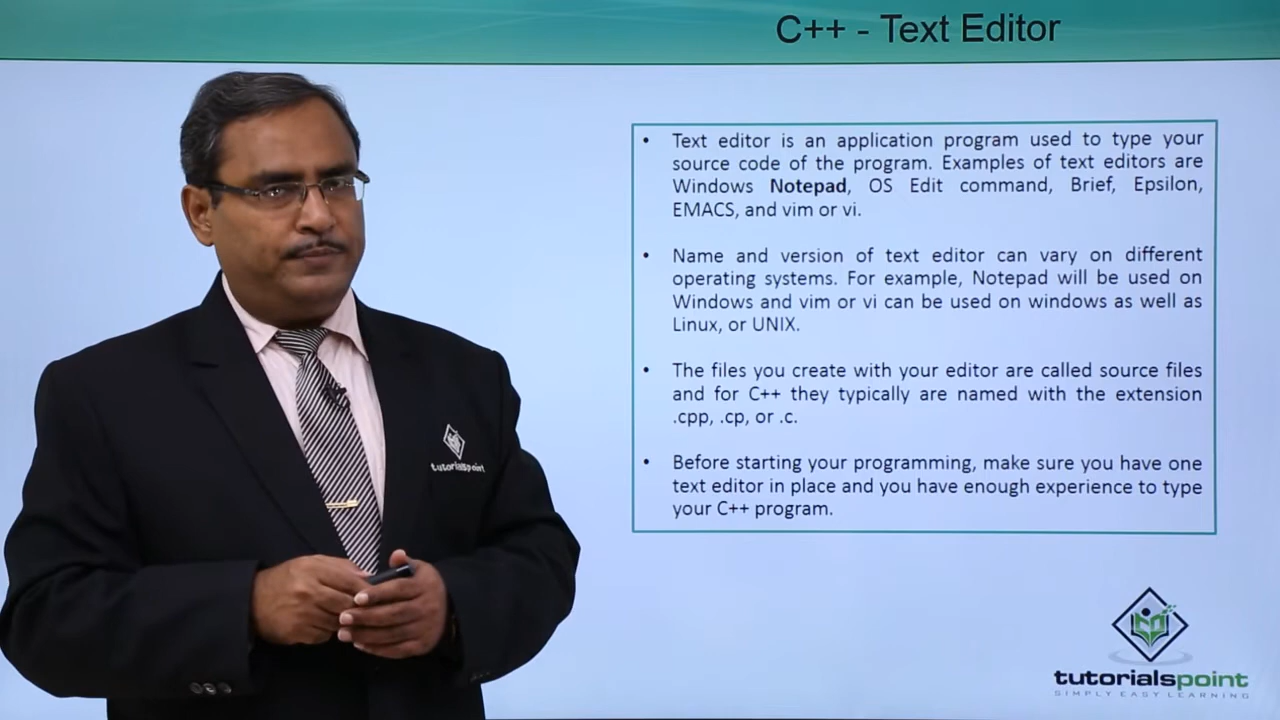 C++ - Text Editor
• Text editor is an application program used to type your
source code of the program. Examples of text editors are
Windows Notepad, OS Edit command, Brief, Epsilon,
EMACS, and vim or vi.
• Name and version of text editor can vary on different
operating systems. For example, Notepad will be used on
Windows and vim or vi can be used on windows as well as
Linux, or UNIX.
• The files you create with your editor are called source files
and for C++ they typically are named with the extension
.cpp, .cp, or .c.
• Before starting your programming, make sure you have one
text editor in place and you have enough experience to type
your C++ program.
tutorialspoint
tutorialspoint
SIMPLY EASY LEARNING